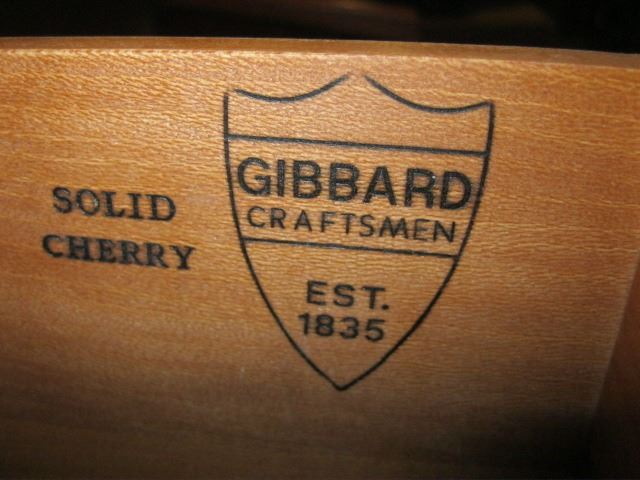 SOLID
CHERRY
GIBBARD
CRAFTSMEN
EST.
1835